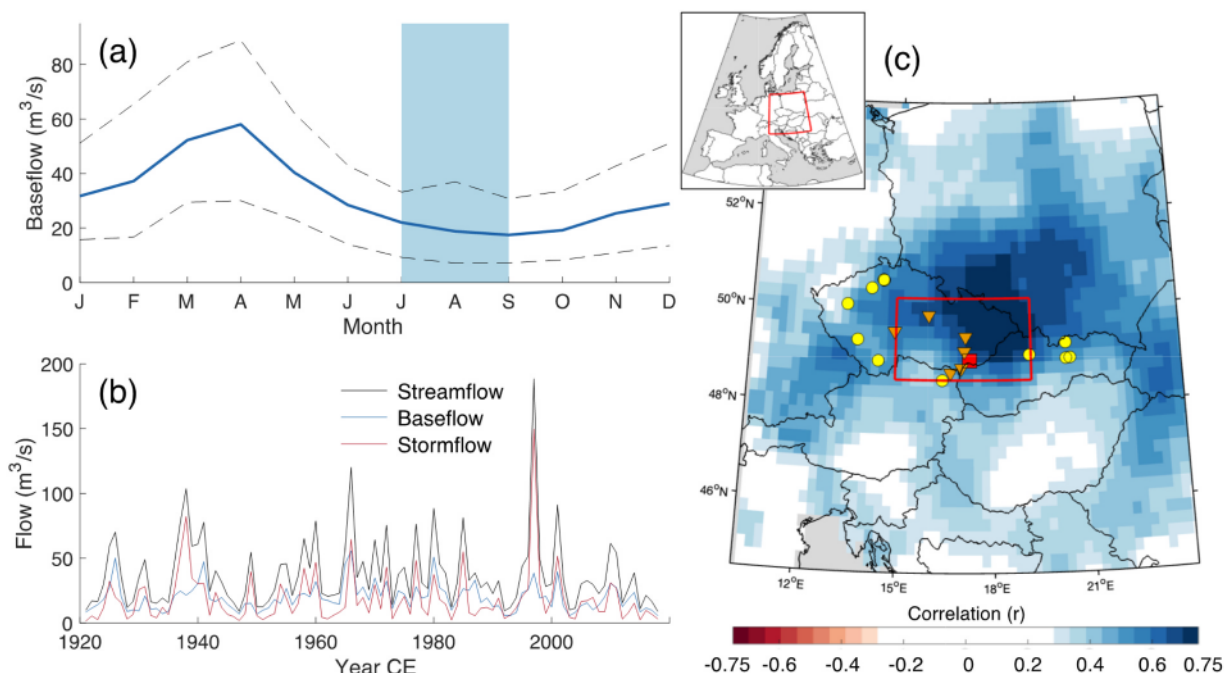 (a)
Baseflow (m³/s)
80
60
40
20
0
J F M A M J J A S O N D
Month
(b)
Flow (m³/s)
200
150
100
50
0
Streamflow
Baseflow
Stormflow
1920 1940 1960 1980 2000
Year CE
(c)
52°N
50°N
48°N
46°N
12°E 15°E 18°E 21°E
Correlation (r)
-0.75 -0.6 -0.4 -0.2 0 0.2 0.4 0.6 0.75